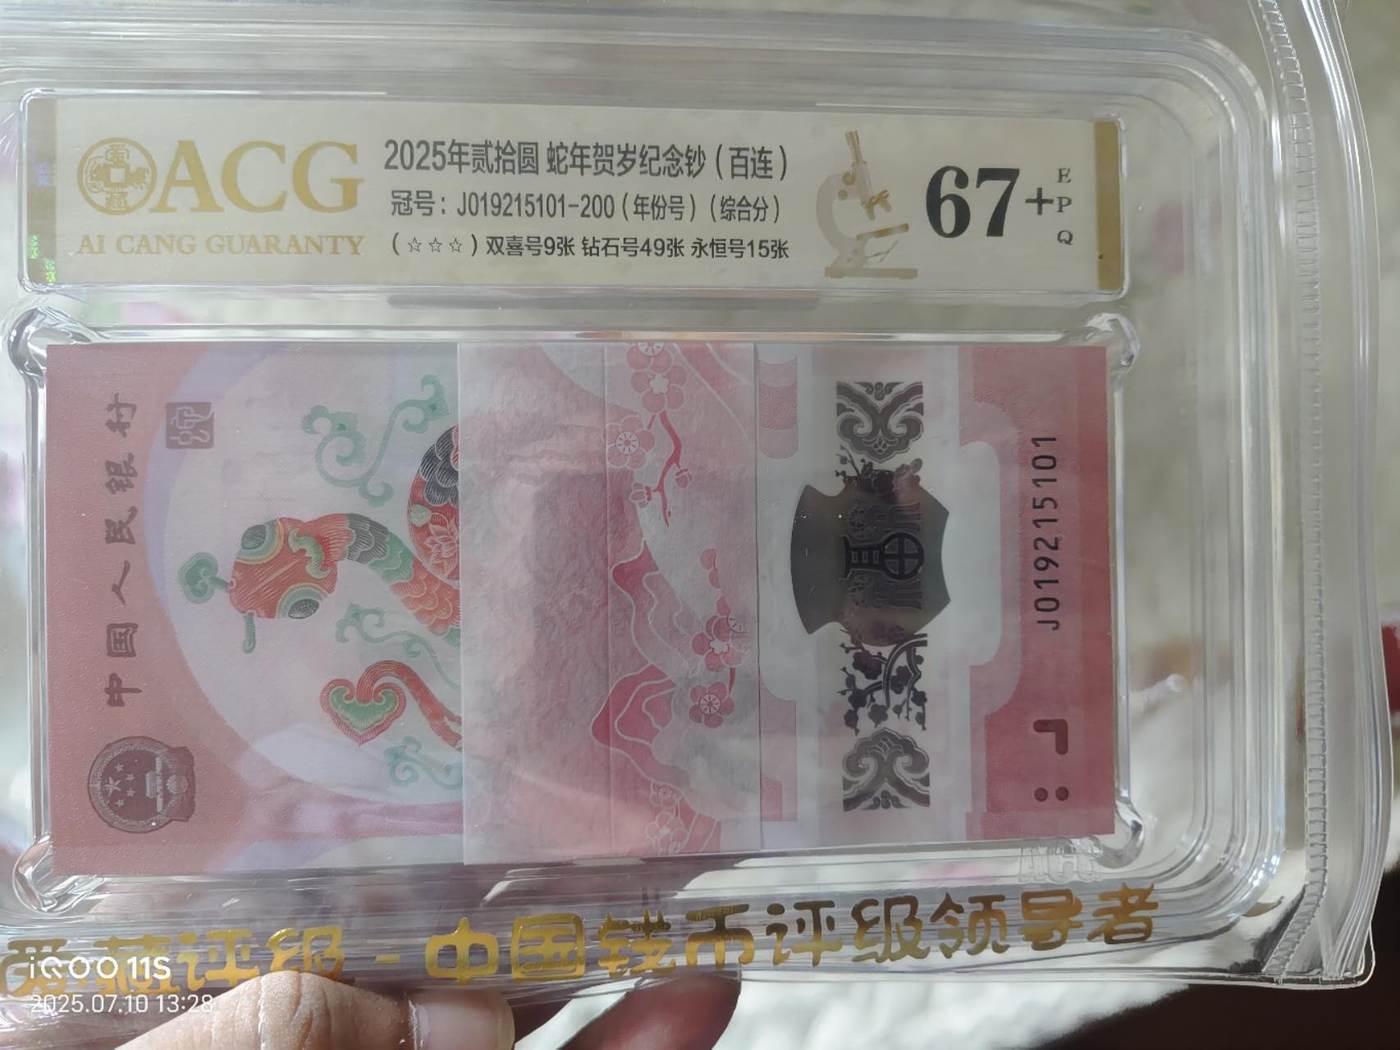 ACG
AI CANG GUARANTY
2025年贰拾圆 蛇年贺岁纪念钞（百连）
冠号：J019215101-200（年份号）（综合分）
（☆☆☆）双喜号9张 钻石号49张 永恒号15张
67+
EPQ
中国人民银行
J019215101
ACG
爱藏评级-中国钱币评级领导者
iQOO 11S
2025.07.10 13:28